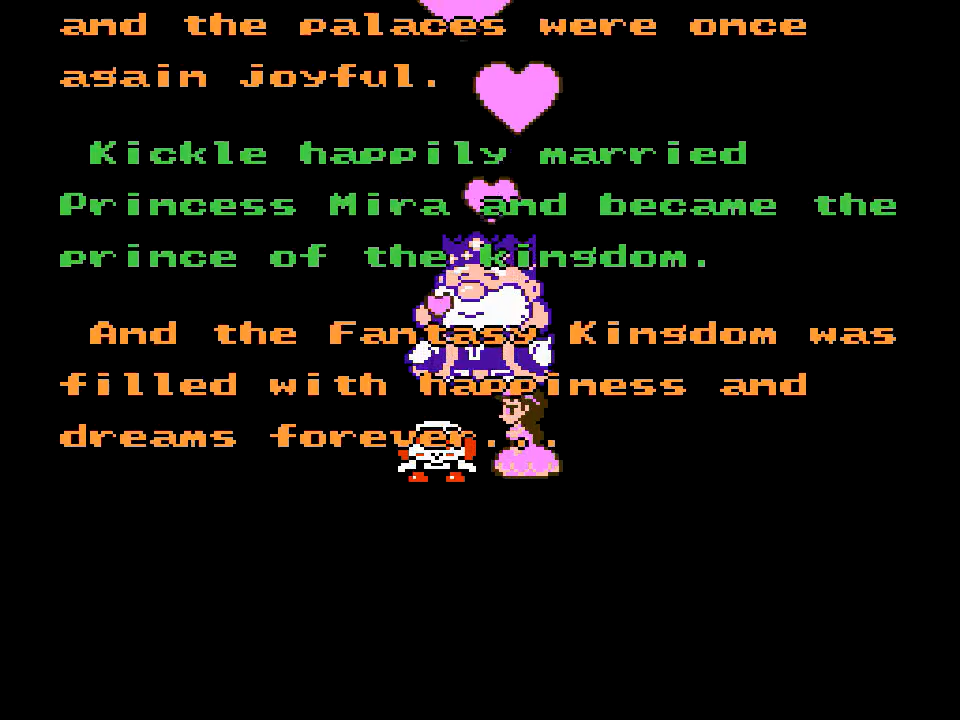 and the palaces were once
again joyful.
Kickle happily married
Princess Mira and became the
prince of the kingdom.
And the Fantasy Kingdom was
filled with happiness and
dreams forever...